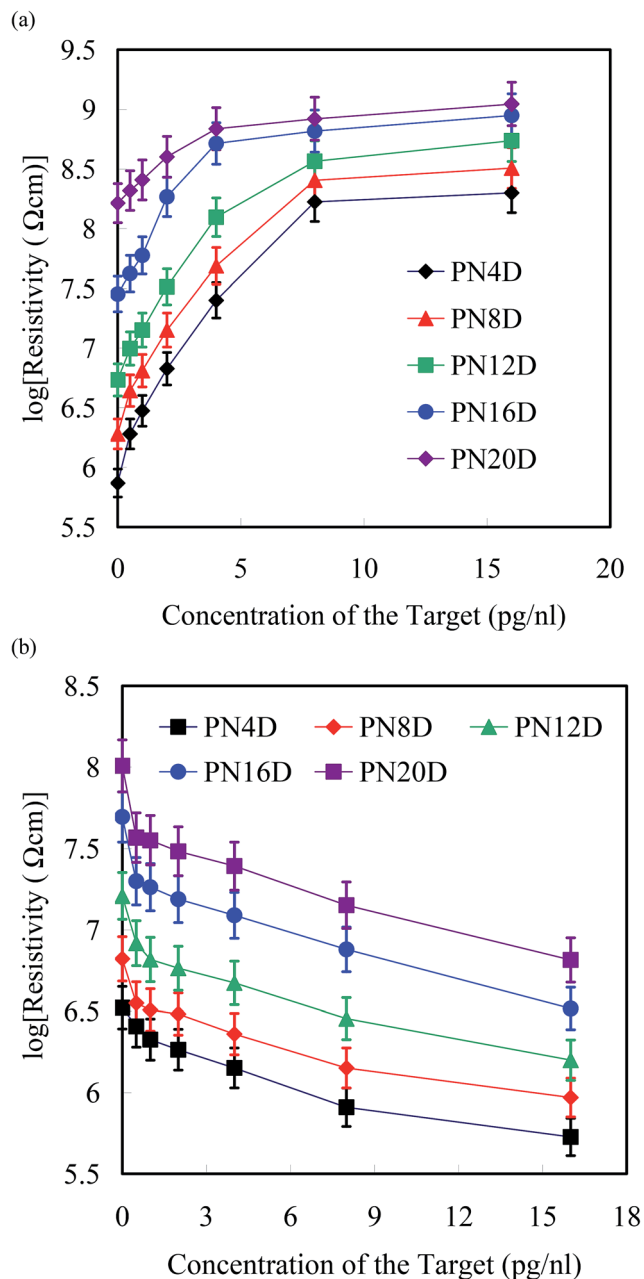 (a)
log[Resistivity ( Ωcm)]
9.5
9
8.5
8
7.5
7
6.5
6
5.5
PN4D
PN8D
PN12D
PN16D
PN20D
0 5 10 15 20
Concentration of the Target (pg/nl)
(b)
log[Resistivity ( Ωcm)]
8.5
8
7.5
7
6.5
6
5.5
PN4D PN8D PN12D
PN16D PN20D
0 3 6 9 12 15 18
Concentration of the Target (pg/nl)